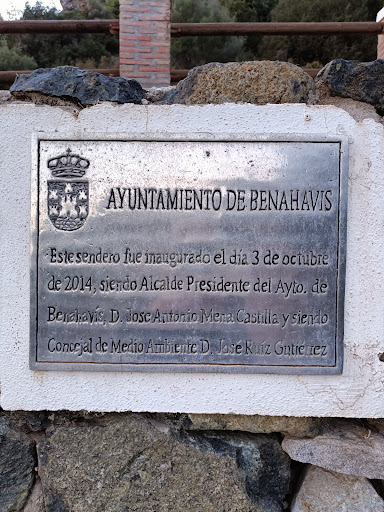 AYUNTAMIENTO DE BENAHAVIS
Este sendero fue inaugurado el día 3 de octubre
de 2014, siendo Alcalde Presidente del Ayto. de
Benahavis, D. Jose Antonio Mena Castilla y siendo
Concejal de Medio Ambiente D. Jose Ruiz Gutierrez